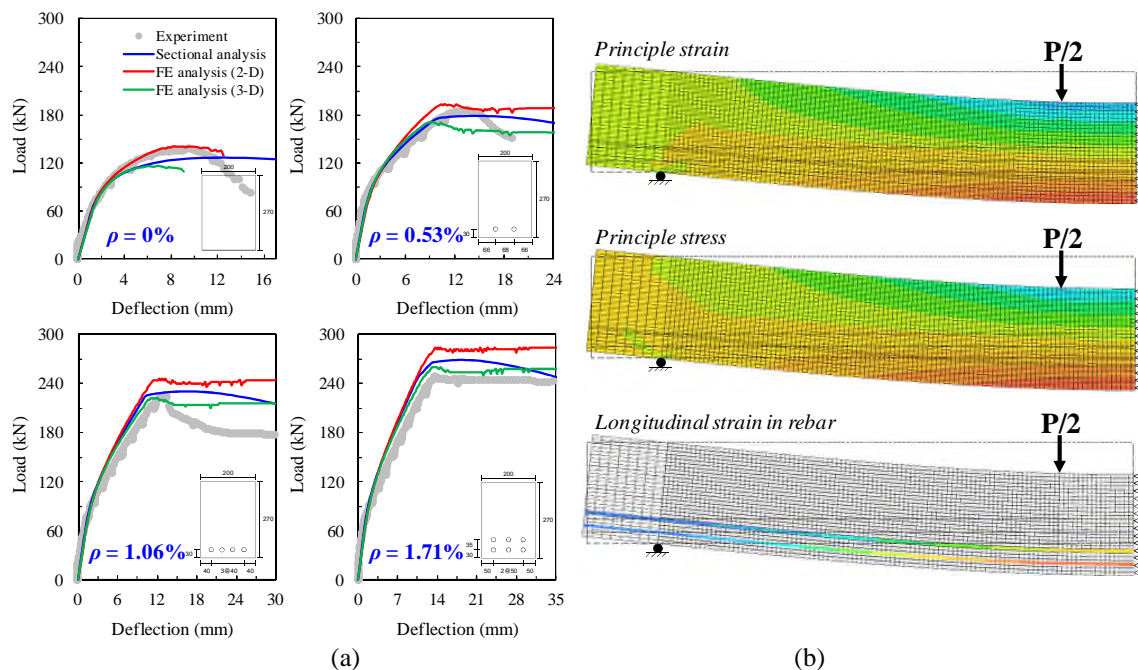 300
240
180
120
60
0
Load (kN)
Experiment
Sectional analysis
FE analysis (2-D)
FE analysis (3-D)
200
270
ρ = 0%
0 4 8 12 16
Deflection (mm)
300
240
180
120
60
0
Load (kN)
200
270
30
66 68 66
ρ = 0.53%
0 6 12 18 24
Deflection (mm)
300
240
180
120
60
0
Load (kN)
200
270
30
40 3@50 40
ρ = 1.06%
0 6 12 18 24 30
Deflection (mm)
300
240
180
120
60
0
Load (kN)
200
270
35
30
50 2@50 50
ρ = 1.71%
0 7 14 21 28 35
Deflection (mm)
(a)
Principle strain
P/2
Principle stress
P/2
Longitudinal strain in rebar
P/2
(b)